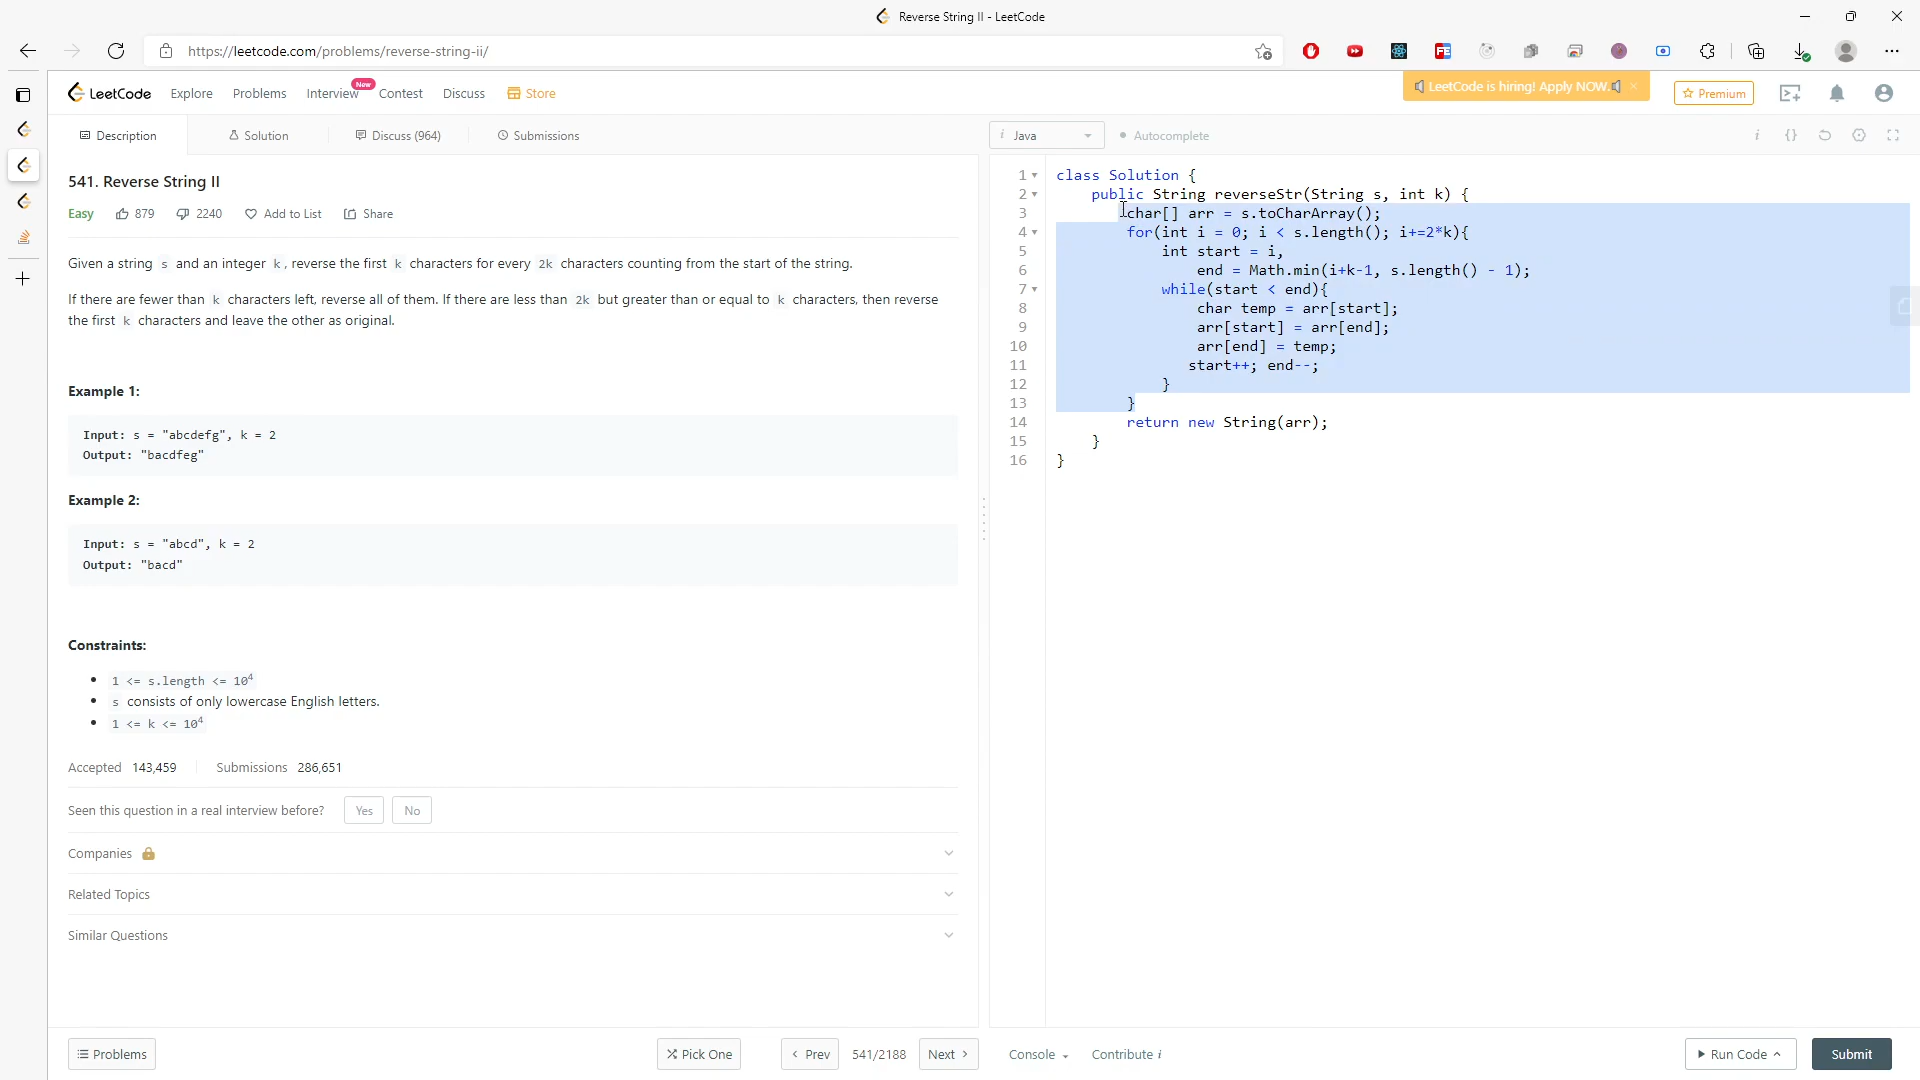 Reverse String II - LeetCode
https://leetcode.com/problems/reverse-string-ii/
LeetCode Explore Problems Interview New Contest Discuss Store
LeetCode is hiring! Apply NOW. ×
Premium
Description Solution Discuss (964) Submissions
i Java Autocomplete i {}
541. Reverse String II
Easy 879 2240 Add to List Share
Given a string s and an integer k, reverse the first k characters for every 2k characters counting from the start of the string.
If there are fewer than k characters left, reverse all of them. If there are less than 2k but greater than or equal to k characters, then reverse
the first k characters and leave the other as original.
Example 1:
Input: s = "abcdefg", k = 2
Output: "bacdfeg"
Example 2:
Input: s = "abcd", k = 2
Output: "bacd"
Constraints:
• 1 <= s.length <= 10⁴
• s consists of only lowercase English letters.
• 1 <= k <= 10⁴
Accepted 143,459 Submissions 286,651
Seen this question in a real interview before? Yes No
Companies
Related Topics
Similar Questions
1 class Solution {
2 public String reverseStr(String s, int k) {
3 char[] arr = s.toCharArray();
4 for(int i = 0; i < s.length(); i+=2*k){
5 int start = i,
6 end = Math.min(i+k-1, s.length() - 1);
7 while(start < end){
8 char temp = arr[start];
9 arr[start] = arr[end];
10 arr[end] = temp;
11 start++; end--;
12 }
13 }
14 return new String(arr);
15 }
16 }
Problems Pick One < Prev 541/2188 Next > Console Contribute i Run Code Submit